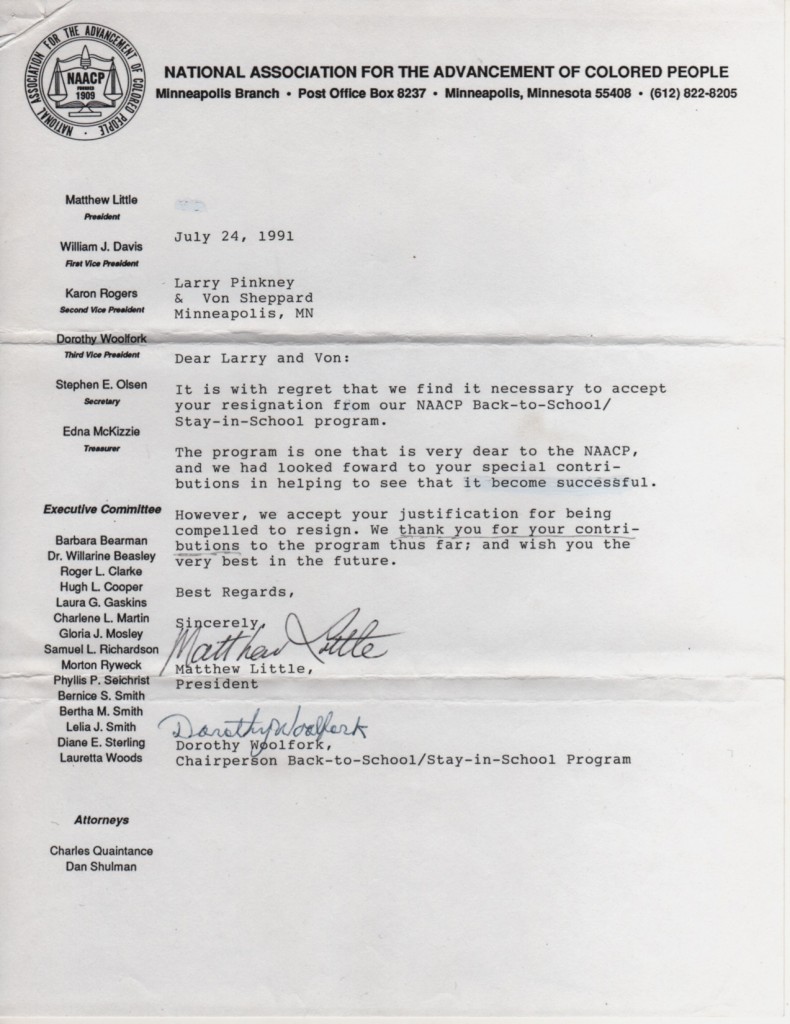 NATIONAL ASSOCIATION FOR THE ADVANCEMENT OF COLORED PEOPLE
NAACP
FOUNDED
1909
NATIONAL ASSOCIATION FOR THE ADVANCEMENT OF COLORED PEOPLE
Minneapolis Branch • Post Office Box 8237 • Minneapolis, Minnesota 55408 • (612) 822-8205
Matthew Little
President
William J. Davis
First Vice President
Karon Rogers
Second Vice President
Dorothy Woolfork
Third Vice President
Stephen E. Olsen
Secretary
Edna McKizzie
Treasurer
Executive Committee
Barbara Bearman
Dr. Willarine Beasley
Roger L. Clarke
Hugh L. Cooper
Laura G. Gaskins
Charlene L. Martin
Gloria J. Mosley
Samuel L. Richardson
Morton Ryweck
Phyllis P. Seichrist
Bernice S. Smith
Bertha M. Smith
Lelia J. Smith
Diane E. Sterling
Lauretta Woods
Attorneys
Charles Quaintance
Dan Shulman
July 24, 1991
Larry Pinkney
& Von Sheppard
Minneapolis, MN
Dear Larry and Von:
It is with regret that we find it necessary to accept
your resignation from our NAACP Back-to-School/
Stay-in-School program.
The program is one that is very dear to the NAACP,
and we had looked foward to your special contri-
butions in helping to see that it become successful.
However, we accept your justification for being
compelled to resign. We thank you for your contri-
butions to the program thus far; and wish you the
very best in the future.
Best Regards,
Sincerely,
Matthew Little
Matthew Little,
President
Dorothy Woolfork
Dorothy Woolfork,
Chairperson Back-to-School/Stay-in-School Program